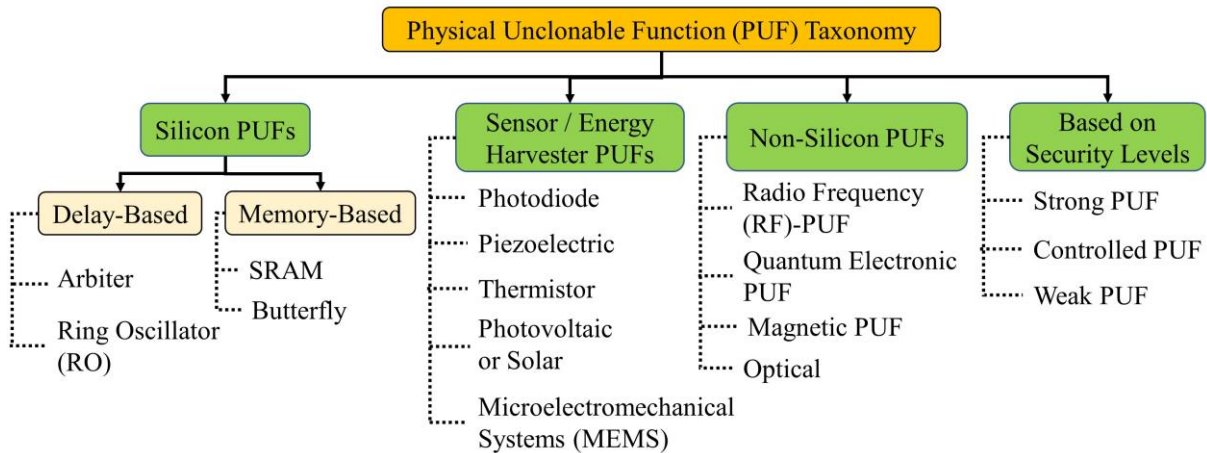 Physical Unclonable Function (PUF) Taxonomy
Silicon PUFs
Delay-Based
Arbiter
Ring Oscillator
(RO)
Memory-Based
SRAM
Butterfly
Sensor / Energy
Harvester PUFs
Photodiode
Piezoelectric
Thermistor
Photovoltaic
or Solar
Microelectromechanical
Systems (MEMS)
Non-Silicon PUFs
Radio Frequency
(RF)-PUF
Quantum Electronic
PUF
Magnetic PUF
Optical
Based on
Security Levels
Strong PUF
Controlled PUF
Weak PUF